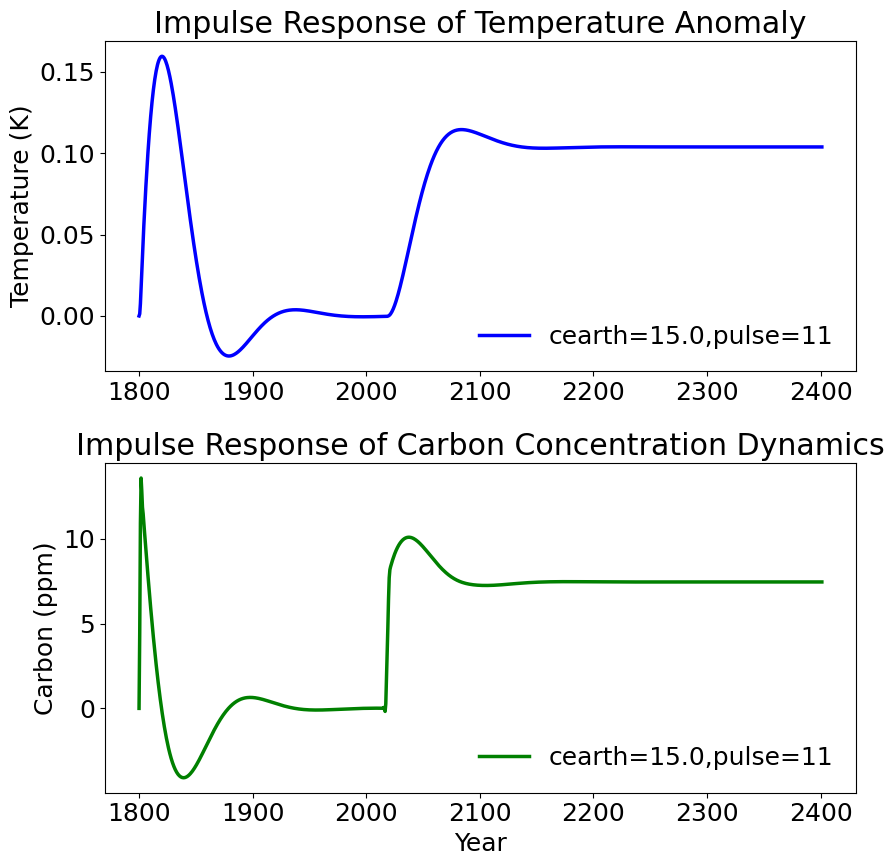 Impulse Response of Temperature Anomaly
Temperature (K)
0.15
0.10
0.05
0.00
cearth=15.0,pulse=11
1800 1900 2000 2100 2200 2300 2400
Impulse Response of Carbon Concentration Dynamics
Carbon (ppm)
10
5
0
cearth=15.0,pulse=11
1800 1900 2000 2100 2200 2300 2400
Year